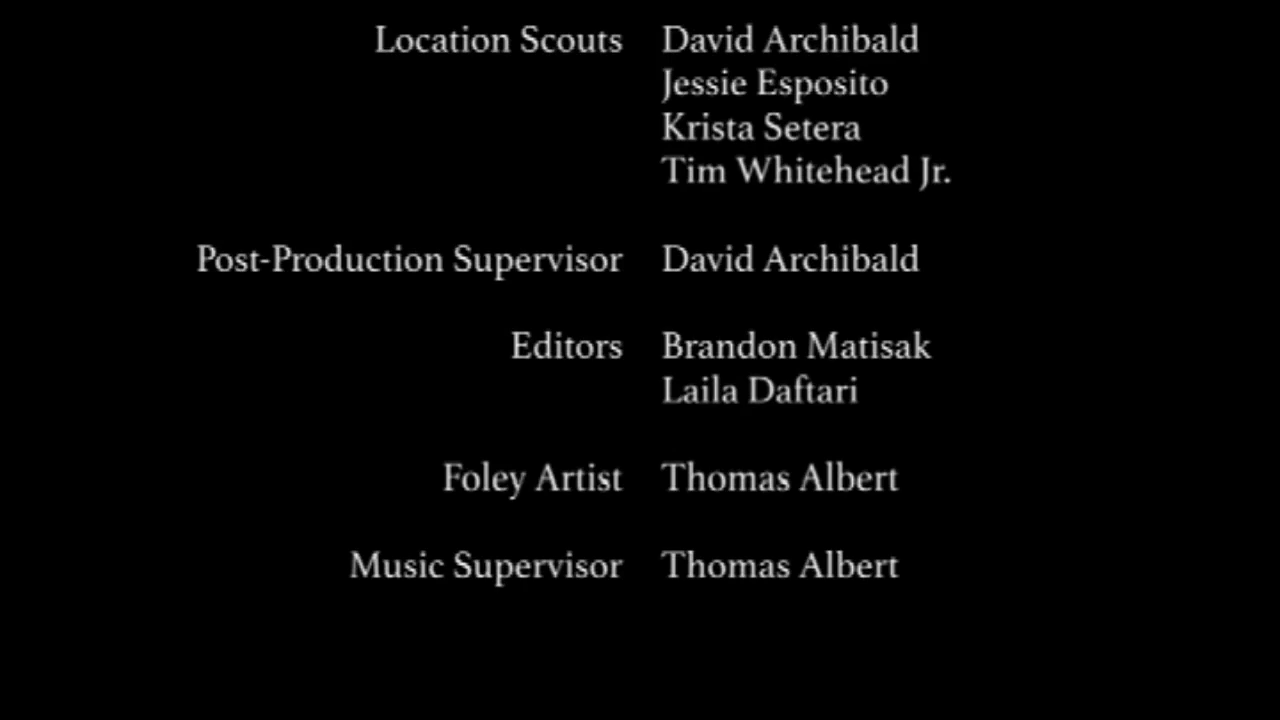 Location Scouts David Archibald
Jessie Esposito
Krista Setera
Tim Whitehead Jr.
Post-Production Supervisor David Archibald
Editors Brandon Matisak
Laila Daftari
Foley Artist Thomas Albert
Music Supervisor Thomas Albert